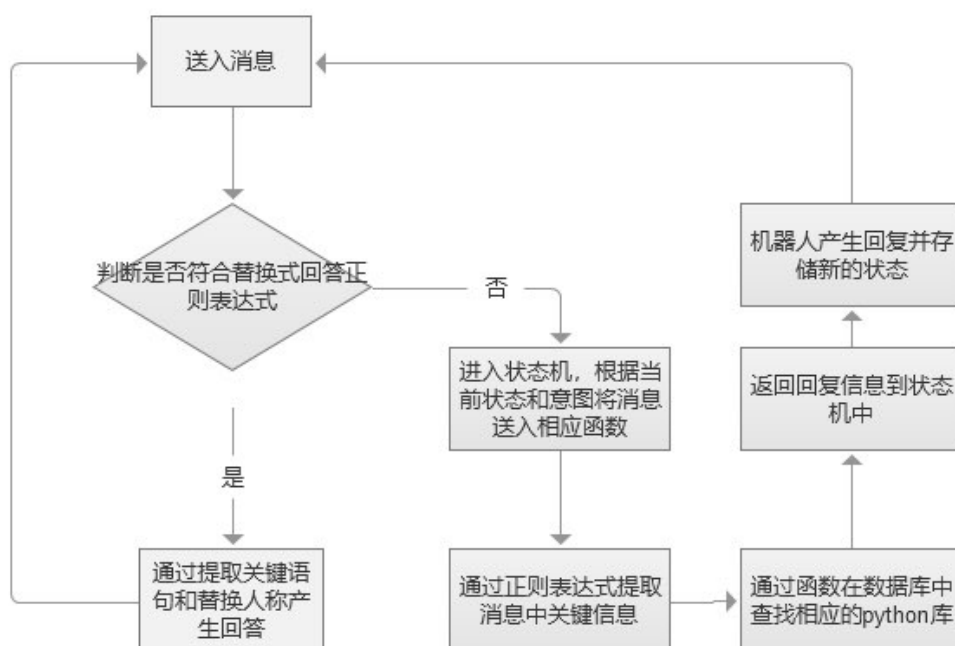 送入消息
判断是否符合替换式回答正
则表达式
否
是
通过提取关键语
句和替换人称产
生回答
进入状态机，根据当
前状态和意图将消息
送入相应函数
通过正则表达式提取
消息中关键信息
通过函数在数据库中
查找相应的python库
返回回复信息到状态
机中
机器人产生回复并存
储新的状态